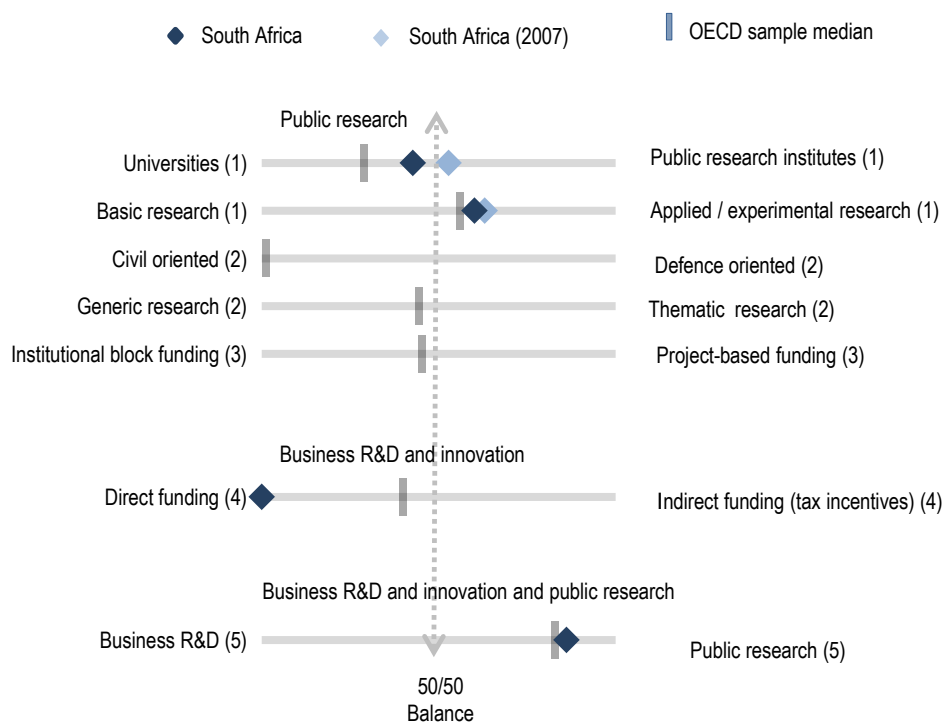 South Africa
South Africa (2007)
OECD sample median
Public research
Universities (1)
Public research institutes (1)
Basic research (1)
Applied / experimental research (1)
Civil oriented (2)
Defence oriented (2)
Generic research (2)
Thematic research (2)
Institutional block funding (3)
Project-based funding (3)
Business R&D and innovation
Direct funding (4)
Indirect funding (tax incentives) (4)
Business R&D and innovation and public research
Business R&D (5)
Public research (5)
50/50
Balance